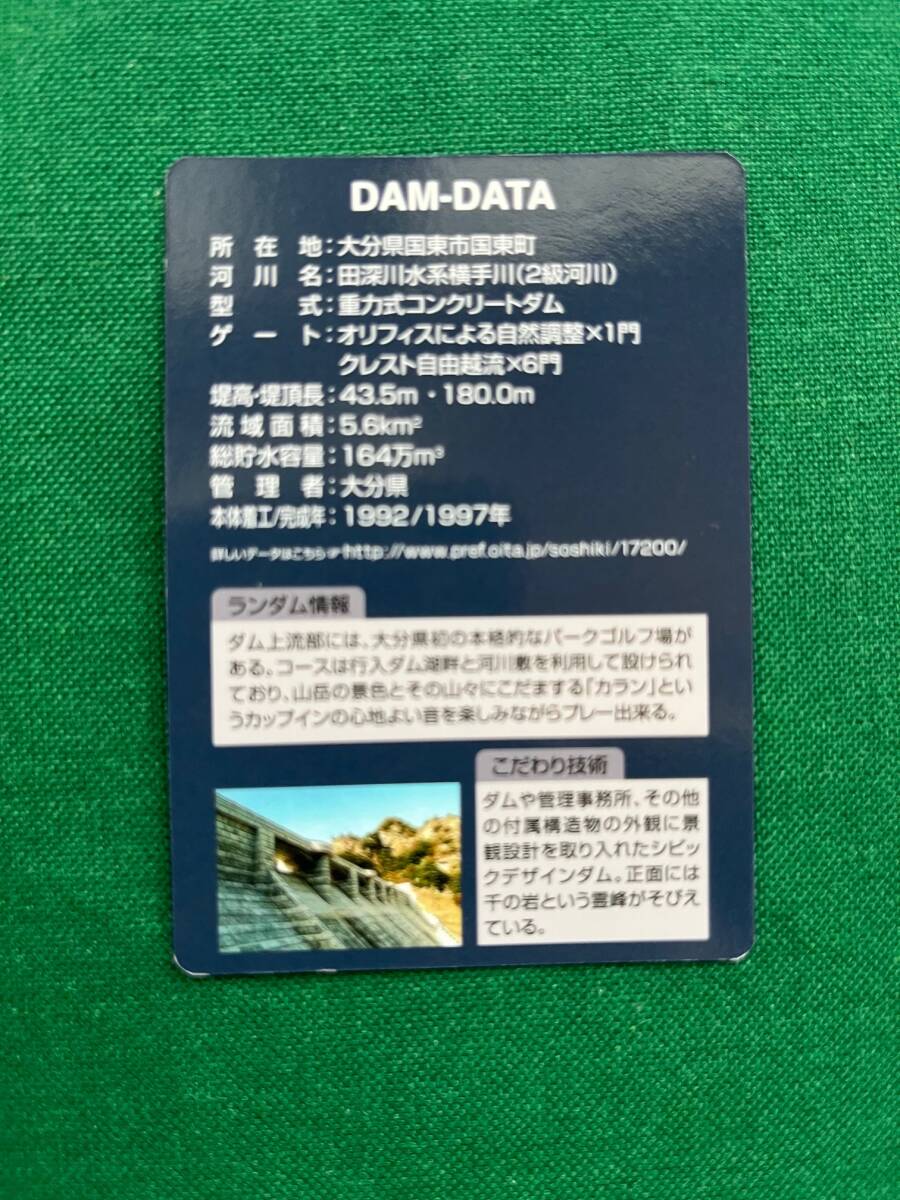 DAM-DATA
所在地:大分県国東市国東町
河川名:田深川水系横手川(2級河川)
型式:重力式コンクリートダム
ゲート:オリフィスによる自然調整×1門
クレスト自由越流×6門
堤高・堤頂長:43.5m・180.0m
流域面積:5.6km²
総貯水容量:164万m³
管理者:大分県
本体着工/完成年:1992/1997年
詳しいデータはこちら☞http://www.pref.oita.jp/soshiki/17200/
ランダム情報
ダム上流部には、大分県初の本格的なパークゴルフ場が
ある。コースは行入ダム湖畔と河川敷を利用して設けられ
ており、山岳の景色とその山々にこだまする「カラン」とい
うカップインの心地よい音を楽しみながらプレー出来る。
こだわり技術
ダムや管理事務所、その他
の付属構造物の外観に景
観設計を取り入れたシビッ
クデザインダム。正面には
千の岩という霊峰がそびえ
ている。